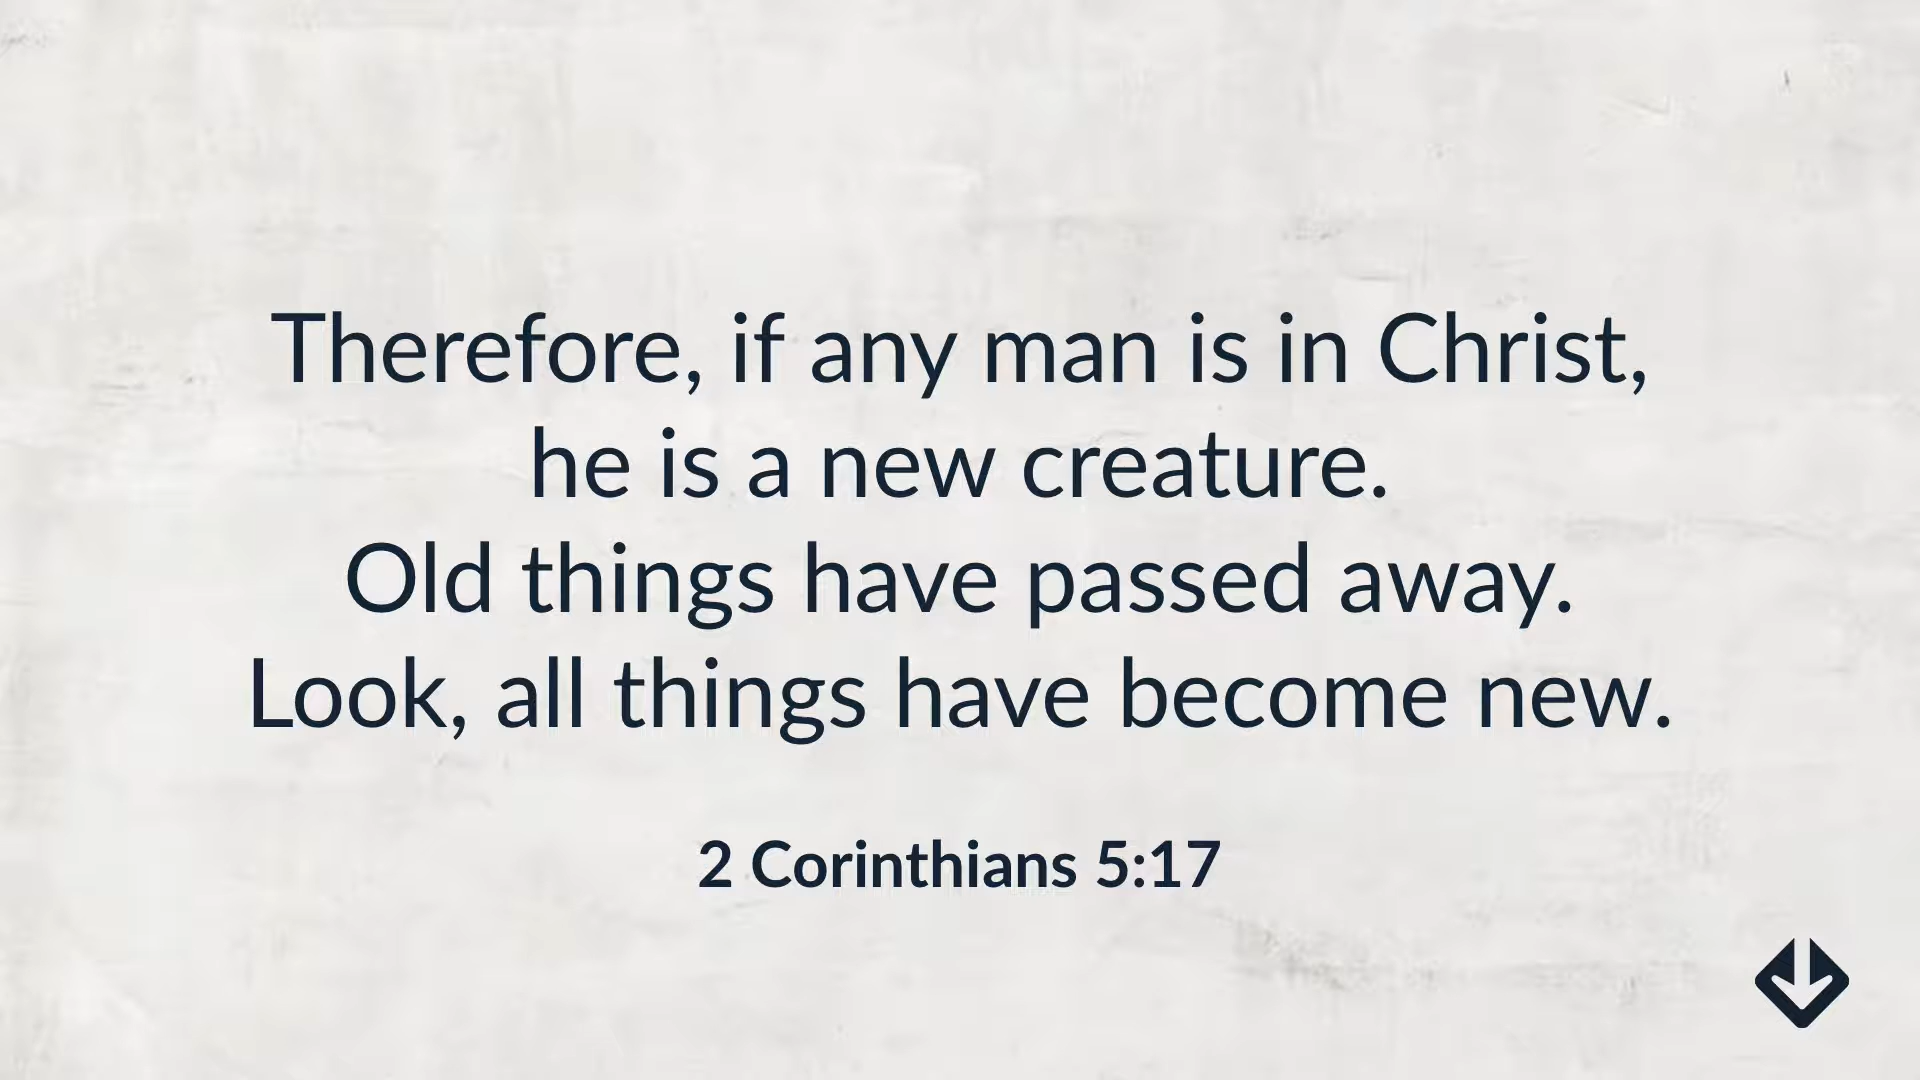 Therefore, if any man is in Christ,
he is a new creature.
Old things have passed away.
Look, all things have become new.
2 Corinthians 5:17